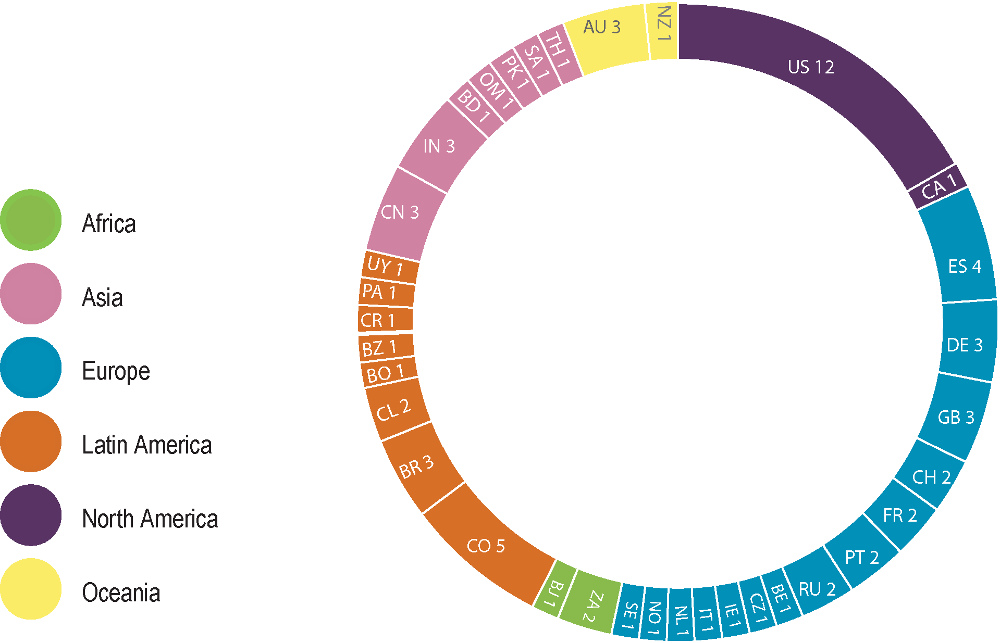 Africa
Asia
Europe
Latin America
North America
Oceania
US 12
CA 1
ES 4
DE 3
GB 3
CH 2
FR 2
PT 2
RU 2
BE 1
CZ 1
IE 1
IT 1
NL 1
NO 1
SE 1
ZA 2
BJ 1
CO 5
BR 3
CL 2
BO 1
BZ 1
CR 1
PA 1
UY 1
CN 3
IN 3
BD 1
OM 1
PK 1
SA 1
TH 1
AU 3
NZ 1